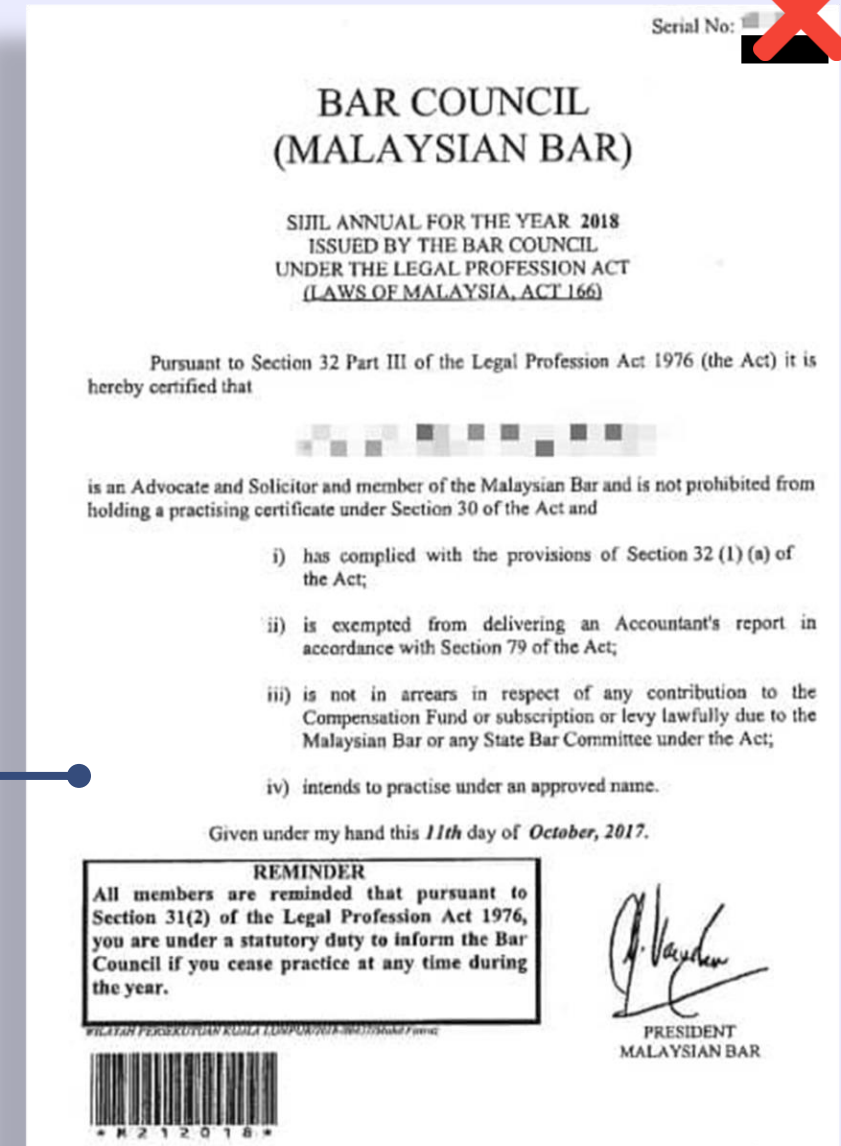 Serial No:
BAR COUNCIL
(MALAYSIAN BAR)
SIJIL ANNUAL FOR THE YEAR 2018
ISSUED BY THE BAR COUNCIL
UNDER THE LEGAL PROFESSION ACT
(LAWS OF MALAYSIA, ACT 166)
Pursuant to Section 32 Part III of the Legal Profession Act 1976 (the Act) it is
hereby certified that
is an Advocate and Solicitor and member of the Malaysian Bar and is not prohibited from
holding a practising certificate under Section 30 of the Act and
i) has complied with the provisions of Section 32 (1) (a) of
the Act;
ii) is exempted from delivering an Accountant's report in
accordance with Section 79 of the Act;
iii) is not in arrears in respect of any contribution to the
Compensation Fund or subscription or levy lawfully due to the
Malaysian Bar or any State Bar Committee under the Act;
iv) intends to practise under an approved name.
Given under my hand this 11th day of October, 2017.
REMINDER
All members are reminded that pursuant to
Section 31(2) of the Legal Profession Act 1976,
you are under a statutory duty to inform the Bar
Council if you cease practice at any time during
the year.
WILAYAH PERSEKUTUAN KUALA LUMPUR
PRESIDENT
MALAYSIAN BAR
* M 2 1 2 0 1 8 *